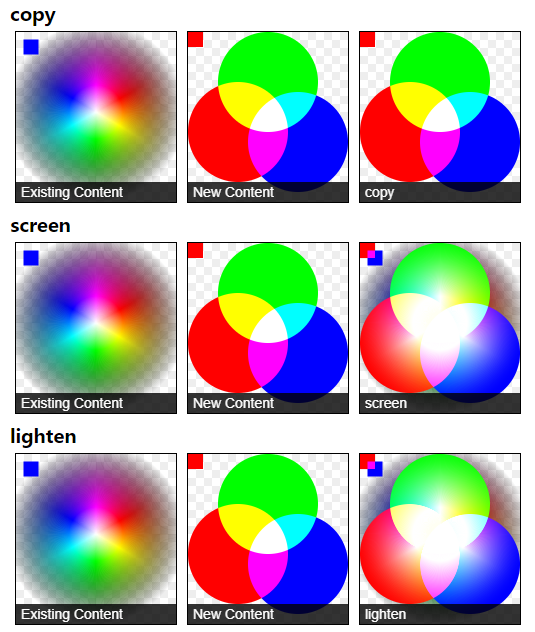 copy
Existing Content
New Content
copy
screen
Existing Content
New Content
screen
lighten
Existing Content
New Content
lighten